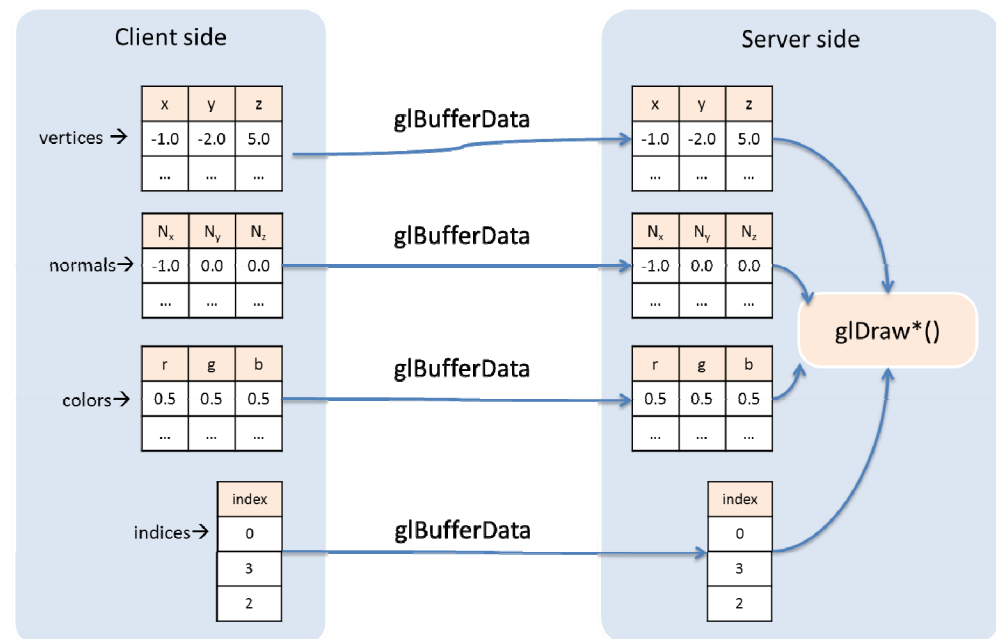 Client side
Server side
vertices →
x y z
-1.0 -2.0 5.0
... ... ...
glBufferData
x y z
-1.0 -2.0 5.0
... ... ...
normals→
Nx Ny Nz
-1.0 0.0 0.0
... ... ...
glBufferData
Nx Ny Nz
-1.0 0.0 0.0
... ... ...
glDraw*()
colors→
r g b
0.5 0.5 0.5
... ... ...
glBufferData
r g b
0.5 0.5 0.5
... ... ...
indices→
index
0
3
2
glBufferData
index
0
3
2